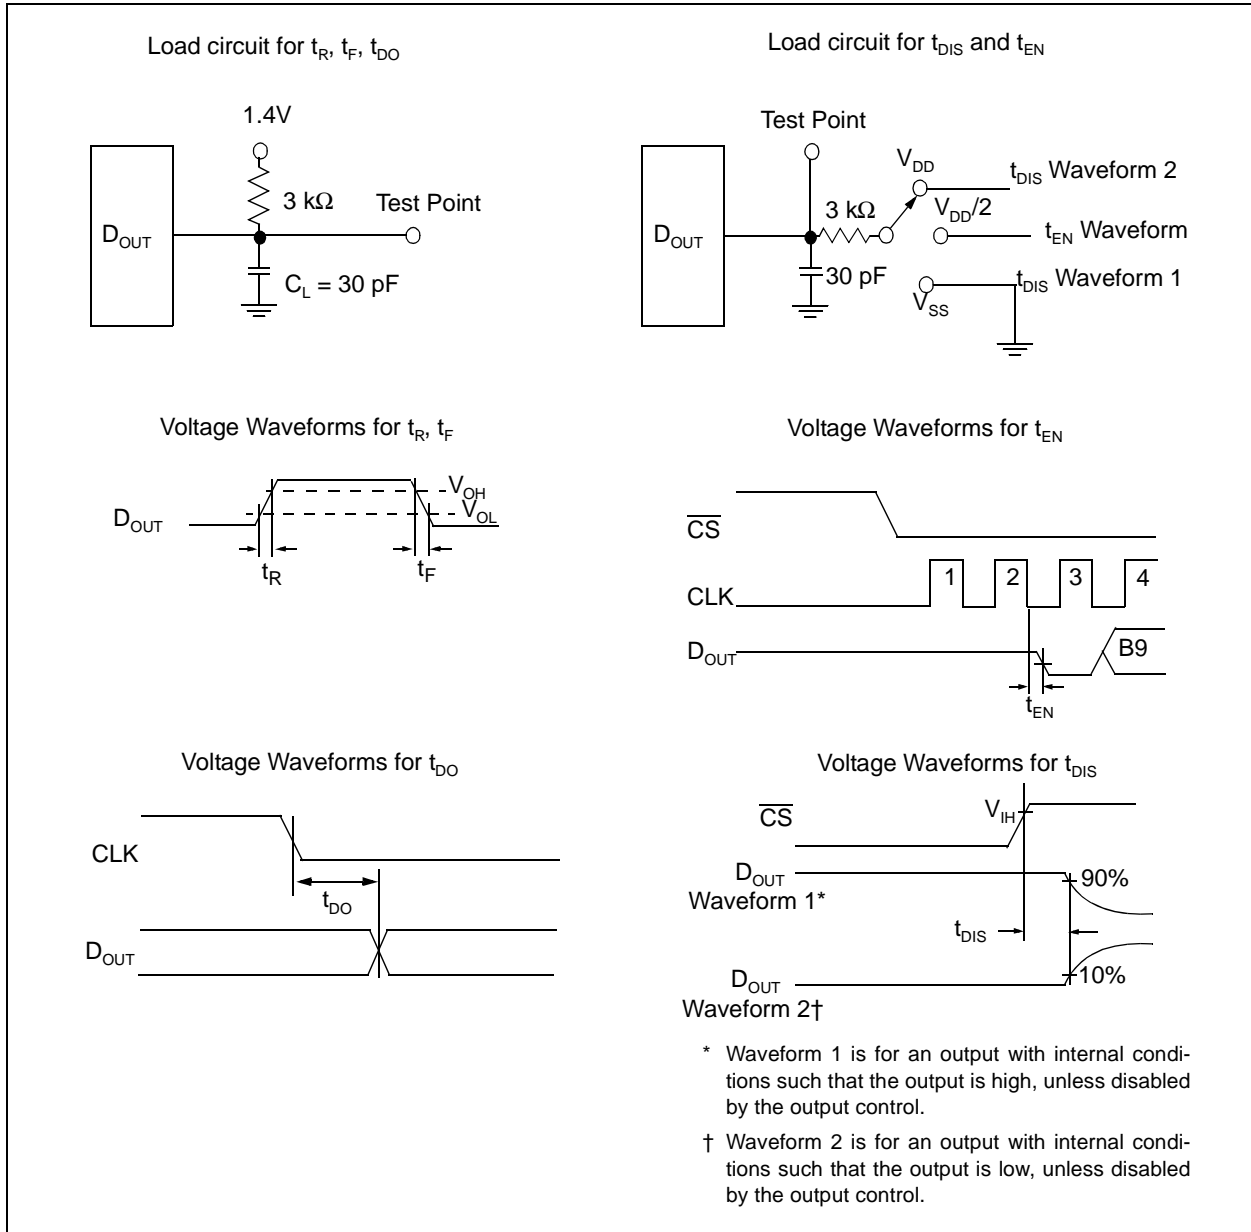 Load circuit for tR, tF, tDO
1.4V
3 kΩ
Test Point
DOUT
CL = 30 pF
Load circuit for tDIS and tEN
Test Point
VDD
tDIS Waveform 2
3 kΩ
VDD/2
DOUT
tEN Waveform
30 pF
tDIS Waveform 1
VSS
Voltage Waveforms for tR, tF
VOH
VOL
DOUT
tR
tF
Voltage Waveforms for tEN
CS
1 2 3 4
CLK
DOUT
B9
tEN
Voltage Waveforms for tDO
CLK
tDO
DOUT
Voltage Waveforms for tDIS
VIH
CS
DOUT
Waveform 1*
90%
tDIS
DOUT
Waveform 2†
10%
* Waveform 1 is for an output with internal condi-
tions such that the output is high, unless disabled
by the output control.
† Waveform 2 is for an output with internal condi-
tions such that the output is low, unless disabled
by the output control.